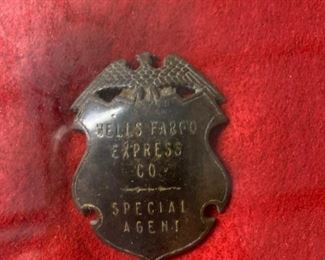 WELLS FARGO
EXPRESS
CO
SPECIAL
AGENT